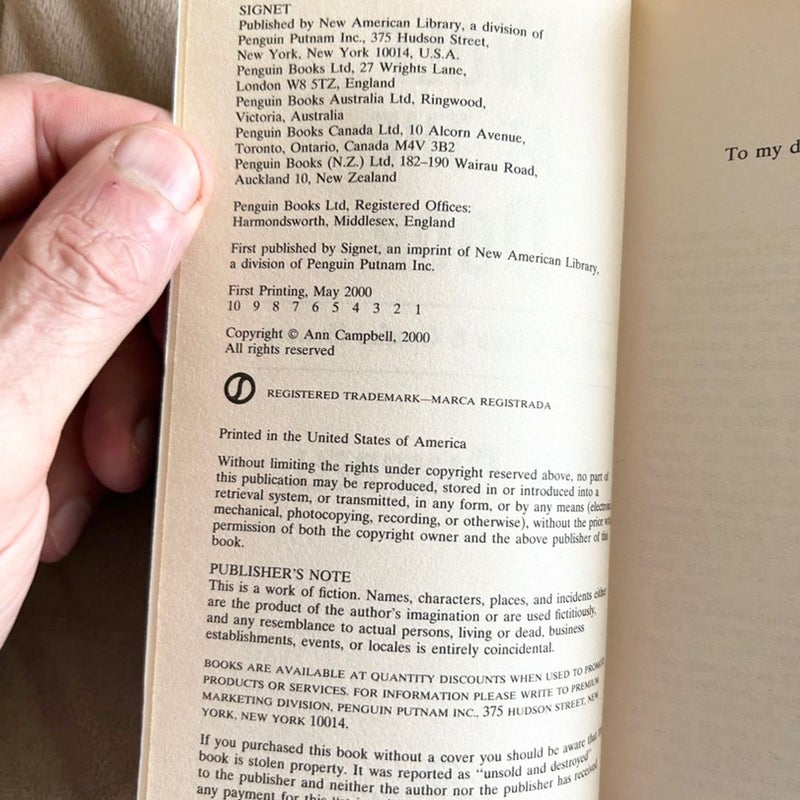 SIGNET
Published by New American Library, a division of
Penguin Putnam Inc., 375 Hudson Street,
New York, New York 10014, U.S.A.
Penguin Books Ltd, 27 Wrights Lane,
London W8 5TZ, England
Penguin Books Australia Ltd, Ringwood,
Victoria, Australia
Penguin Books Canada Ltd, 10 Alcorn Avenue,
Toronto, Ontario, Canada M4V 3B2
Penguin Books (N.Z.) Ltd, 182–190 Wairau Road,
Auckland 10, New Zealand
Penguin Books Ltd, Registered Offices:
Harmondsworth, Middlesex, England
First published by Signet, an imprint of New American Library,
a division of Penguin Putnam Inc.
First Printing, May 2000
10 9 8 7 6 5 4 3 2 1
Copyright © Ann Campbell, 2000
All rights reserved
REGISTERED TRADEMARK—MARCA REGISTRADA
Printed in the United States of America
Without limiting the rights under copyright reserved above, no part of
this publication may be reproduced, stored in or introduced into a
retrieval system, or transmitted, in any form, or by any means
mechanical, photocopying, recording, or otherwise), without the prior
permission of both the copyright owner and the above publisher of this
book.
PUBLISHER'S NOTE
This is a work of fiction. Names, characters, places, and incidents either
are the product of the author's imagination or are used fictitiously,
and any resemblance to actual persons, living or dead, business
establishments, events, or locales is entirely coincidental.
BOOKS ARE AVAILABLE AT QUANTITY DISCOUNTS WHEN USED TO
PRODUCTS OR SERVICES. FOR INFORMATION PLEASE WRITE TO PREMIUM
MARKETING DIVISION, PENGUIN PUTNAM INC., 375 HUDSON STREET, NEW
YORK, NEW YORK 10014.
If you purchased this book without a cover you should be aware that
book is stolen property. It was reported as "unsold and destroyed"
to the publisher and neither the author nor the publisher has received
any payment for this
To my